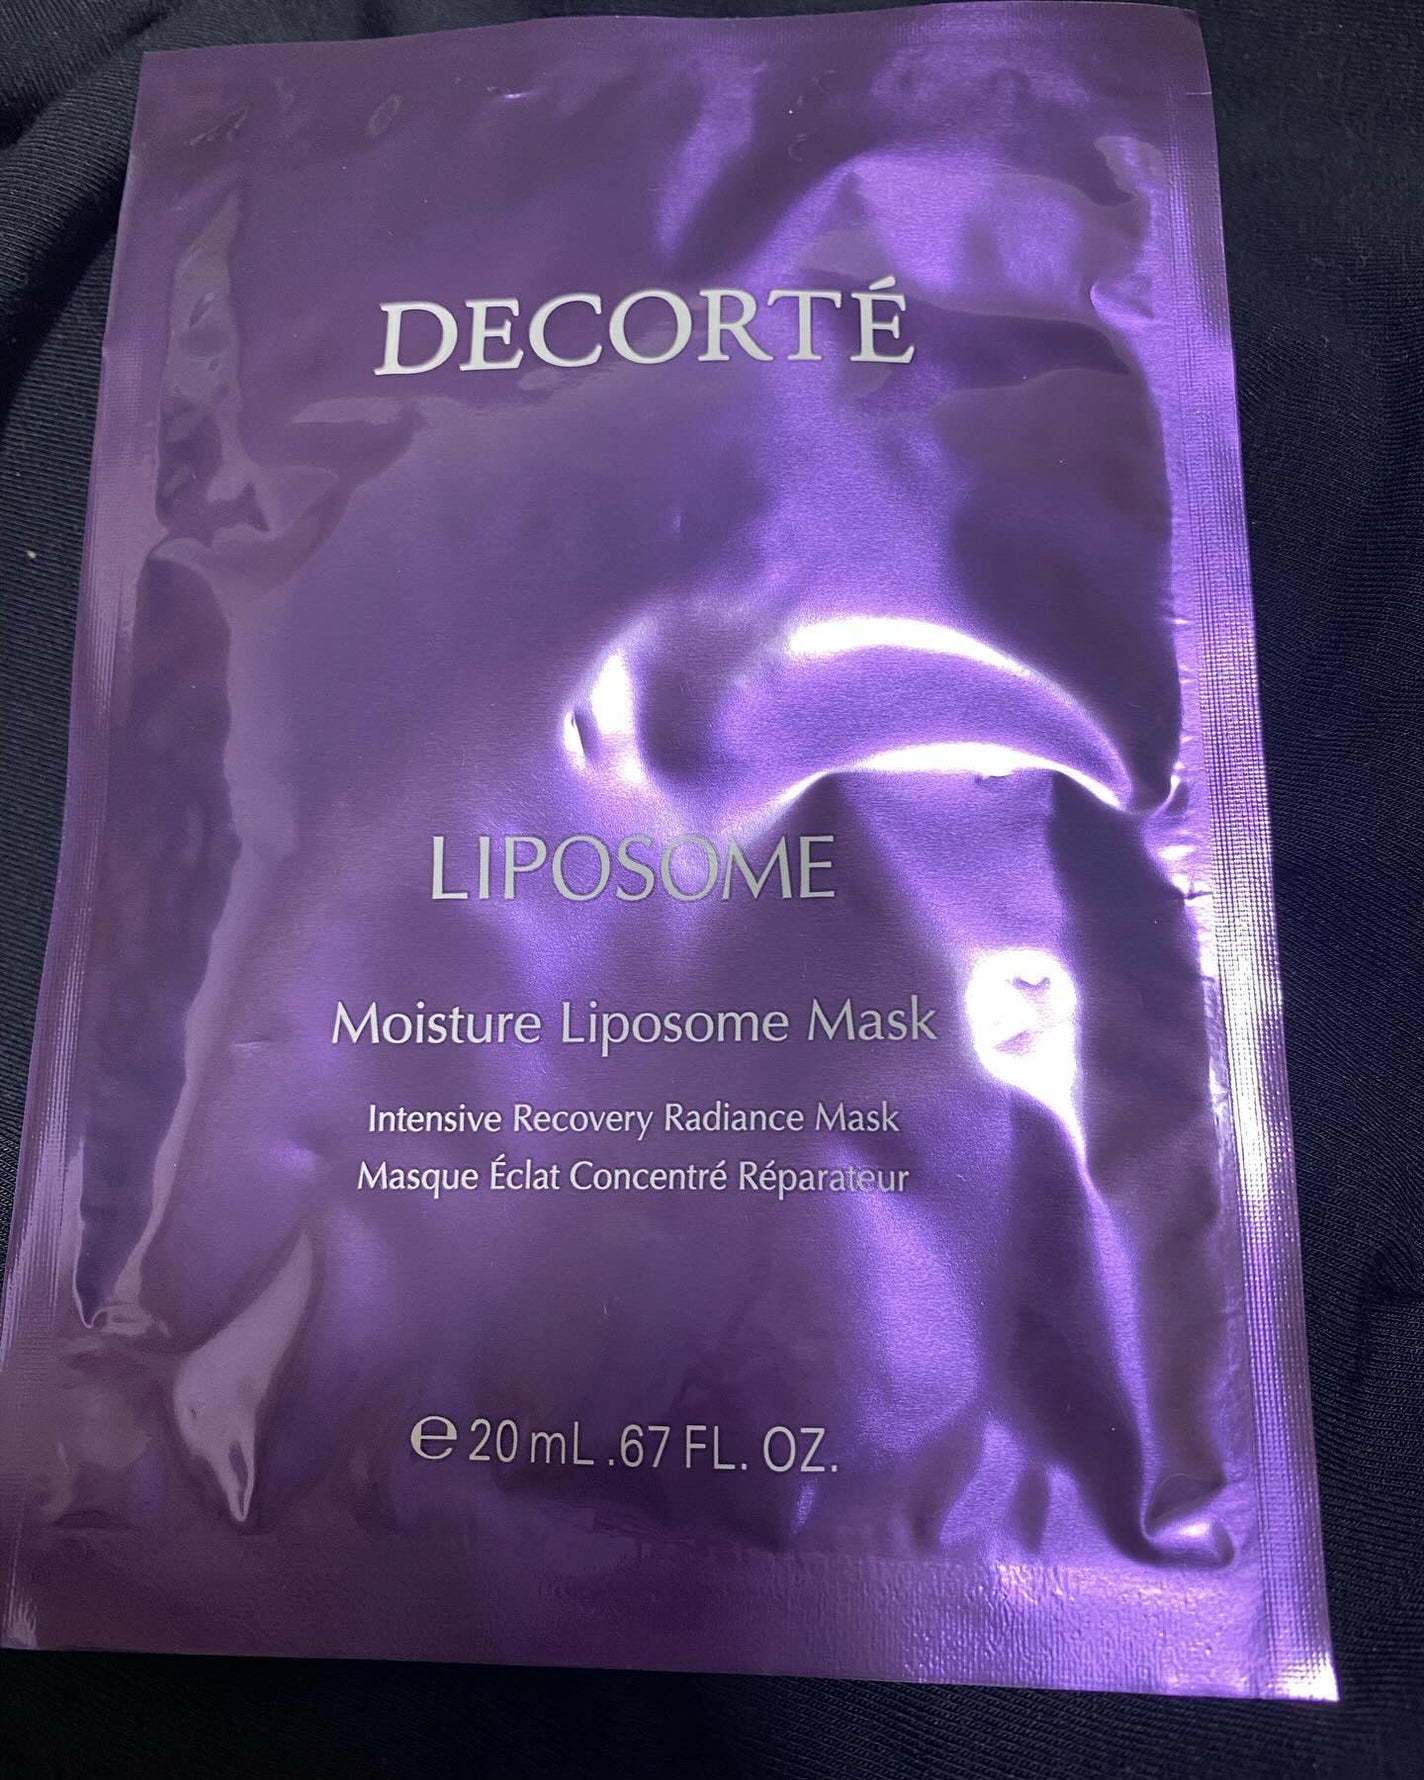 DECORTÉ
LIPOSOME
Moisture Liposome Mask
Intensive Recovery Radiance Mask
Masque Éclat Concentré Réparateur
℮ 20 mL .67 FL. OZ.